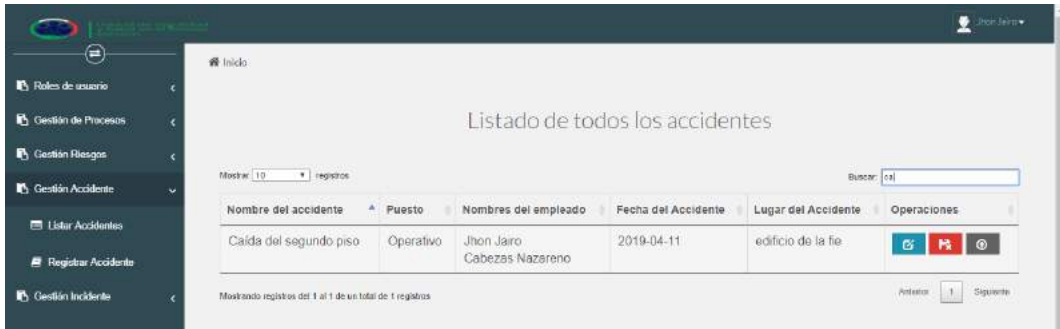 Jhon Jairo
Inicio
Roles de usuario
Gestión de Procesos
Gestión Riesgos
Gestión Accidente
Listar Accidentes
Registrar Accidente
Gestión Incidente
Listado de todos los accidentes
Mostrar 10 registros
Buscar: ca
Nombre del accidente Puesto Nombres del empleado Fecha del Accidente Lugar del Accidente Operaciones
Caída del segundo piso Operativo Jhon Jairo 2019-04-11 edificio de la fie
Cabezas Nazareno
Mostrando registros del 1 al 1 de un total de 1 registros
Anterior 1 Siguiente